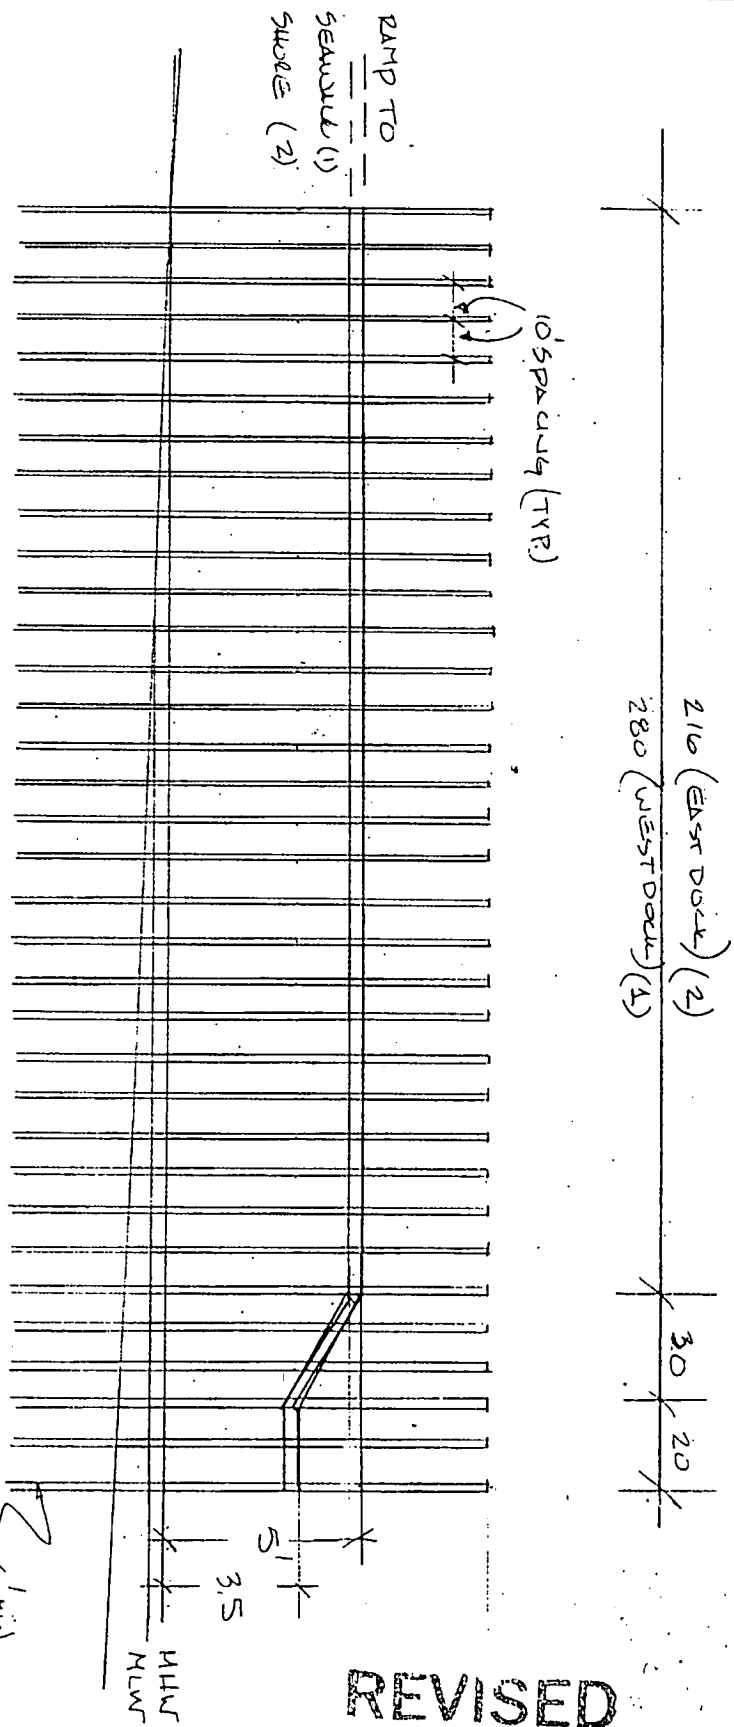 RAMP TO
SEAWALL (1)
SHORE (2)
10' SPACING (TYP.)
216 (EAST DOCK) (2)
280 (WEST DOCK) (1)
30
20
5'
3.5
MHW
MLW
REVISED